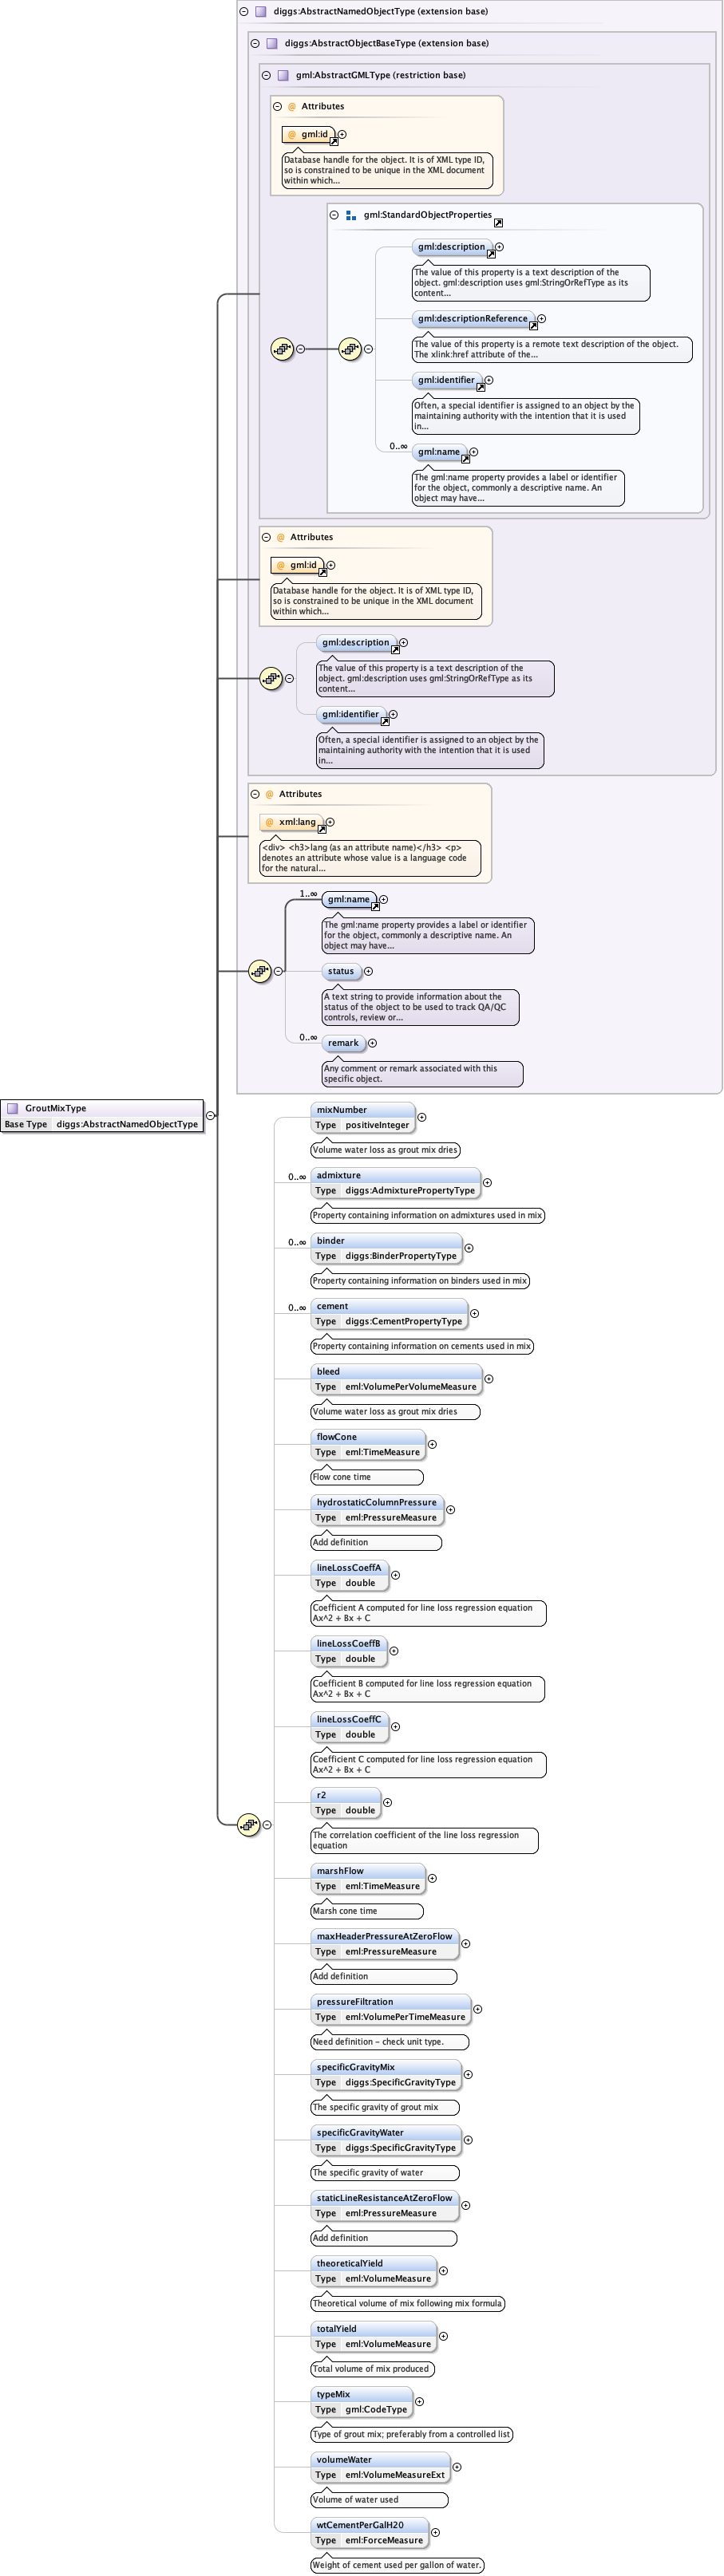 diggs:AbstractNamedObjectType (extension base)
diggs:AbstractObjectBaseType (extension base)
gml:AbstractGMLType (restriction base)
@ Attributes
@ gml:id
Database handle for the object. It is of XML type ID,
so is constrained to be unique in the XML document
within which...
gml:StandardObjectProperties
gml:description
The value of this property is a text description of the
object. gml:description uses gml:StringOrRefType as its
content...
gml:descriptionReference
The value of this property is a remote text description of the object.
The xlink:href attribute of the...
gml:identifier
Often, a special identifier is assigned to an object by the
maintaining authority with the intention that it is used
in...
0..∞
gml:name
The gml:name property provides a label or identifier
for the object, commonly a descriptive name. An
object may have...
@ Attributes
@ gml:id
Database handle for the object. It is of XML type ID,
so is constrained to be unique in the XML document
within which...
gml:description
The value of this property is a text description of the
object. gml:description uses gml:StringOrRefType as its
content...
gml:identifier
Often, a special identifier is assigned to an object by the
maintaining authority with the intention that it is used
in...
@ Attributes
@ xml:lang
<div> <h3>lang (as an attribute name)</h3> <p>
denotes an attribute whose value is a language code
for the natural...
1..∞
gml:name
The gml:name property provides a label or identifier
for the object, commonly a descriptive name. An
object may have...
status
A text string to provide information about the
status of the object to be used to track QA/QC
controls, review or...
0..∞
remark
Any comment or remark associated with this
specific object.
GroutMixType
Base Type diggs:AbstractNamedObjectType
mixNumber
Type positiveInteger
Volume water loss as grout mix dries
0..∞
admixture
Type diggs:AdmixturePropertyType
Property containing information on admixtures used in mix
0..∞
binder
Type diggs:BinderPropertyType
Property containing information on binders used in mix
0..∞
cement
Type diggs:CementPropertyType
Property containing information on cements used in mix
bleed
Type eml:VolumePerVolumeMeasure
Volume water loss as grout mix dries
flowCone
Type eml:TimeMeasure
Flow cone time
hydrostaticColumnPressure
Type eml:PressureMeasure
Add definition
lineLossCoeffA
Type double
Coefficient A computed for line loss regression equation
Ax^2 + Bx + C
lineLossCoeffB
Type double
Coefficient B computed for line loss regression equation
Ax^2 + Bx + C
lineLossCoeffC
Type double
Coefficient C computed for line loss regression equation
Ax^2 + Bx + C
r2
Type double
The correlation coefficient of the line loss regression
equation
marshFlow
Type eml:TimeMeasure
Marsh cone time
maxHeaderPressureAtZeroFlow
Type eml:PressureMeasure
Add definition
pressureFiltration
Type eml:VolumePerTimeMeasure
Need definition - check unit type.
specificGravityMix
Type diggs:SpecificGravityType
The specific gravity of grout mix
specificGravityWater
Type diggs:SpecificGravityType
The specific gravity of water
staticLineResistanceAtZeroFlow
Type eml:PressureMeasure
Add definition
theoreticalYield
Type eml:VolumeMeasure
Theoretical volume of mix following mix formula
totalYield
Type eml:VolumeMeasure
Total volume of mix produced
typeMix
Type gml:CodeType
Type of grout mix; preferably from a controlled list
volumeWater
Type eml:VolumeMeasureExt
Volume of water used
wtCementPerGalH20
Type eml:ForceMeasure
Weight of cement used per gallon of water.